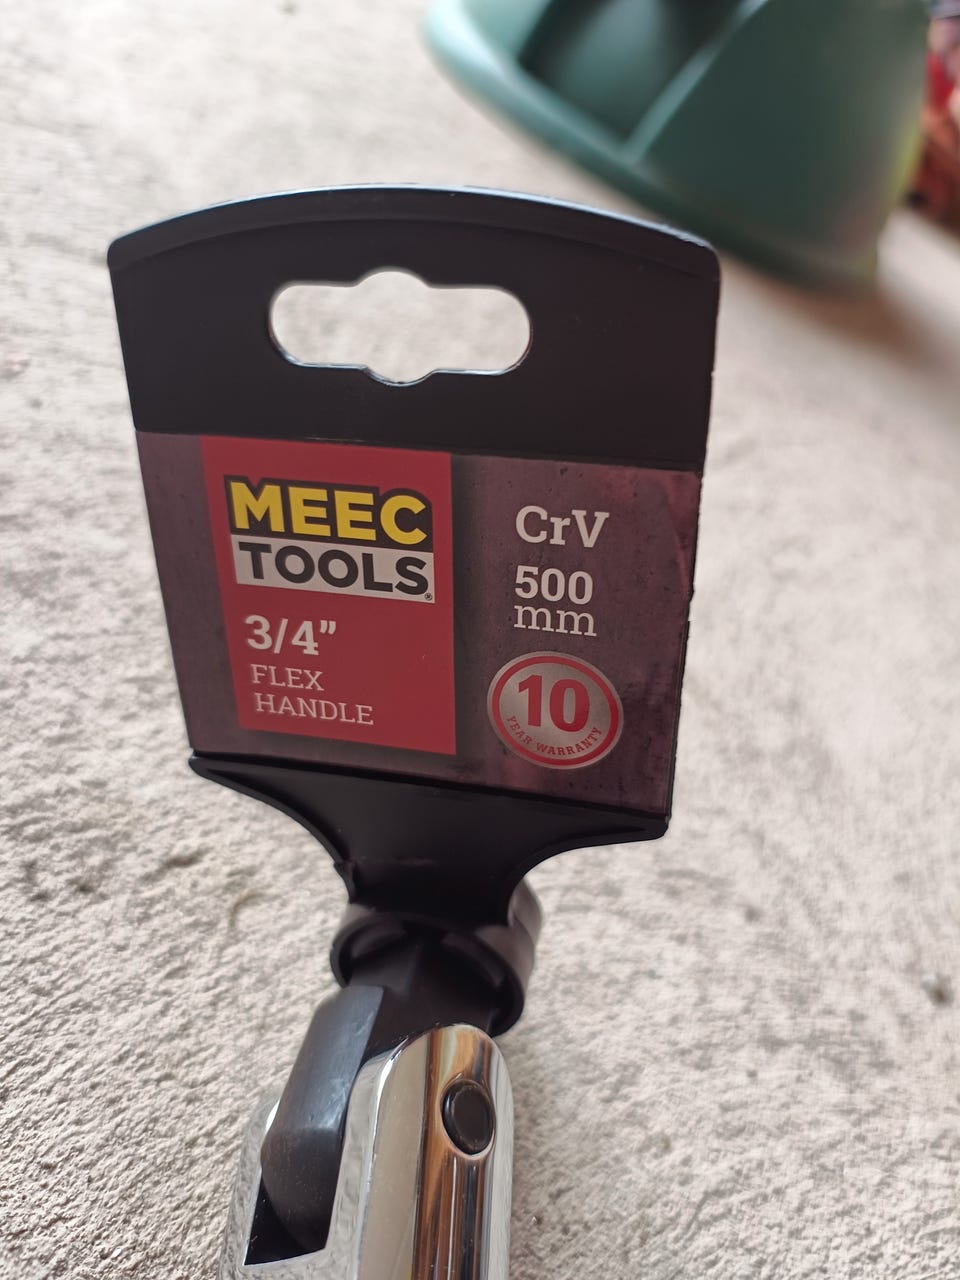 MEEC
TOOLS®
3/4”
FLEX
HANDLE
CrV
500
mm
10
YEAR WARRANTY